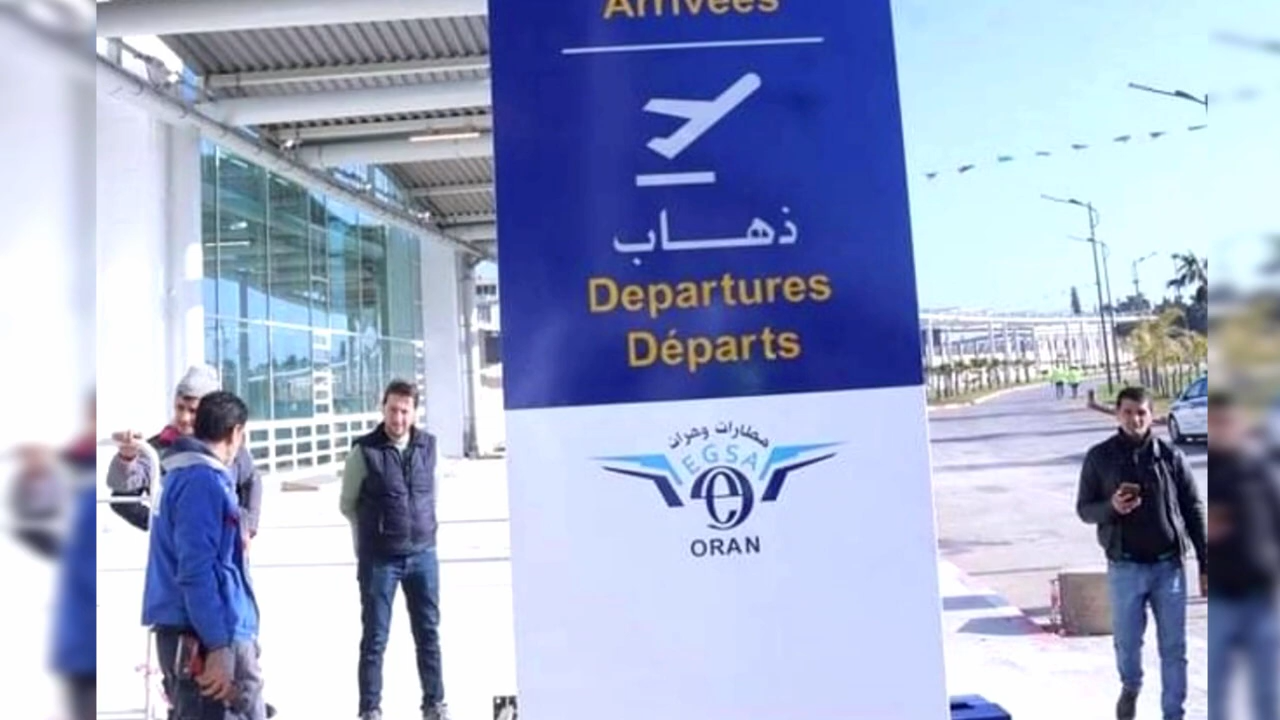 Arrivées
ذهاب
Departures
Départs
مطارات وهران
EGSA
ORAN